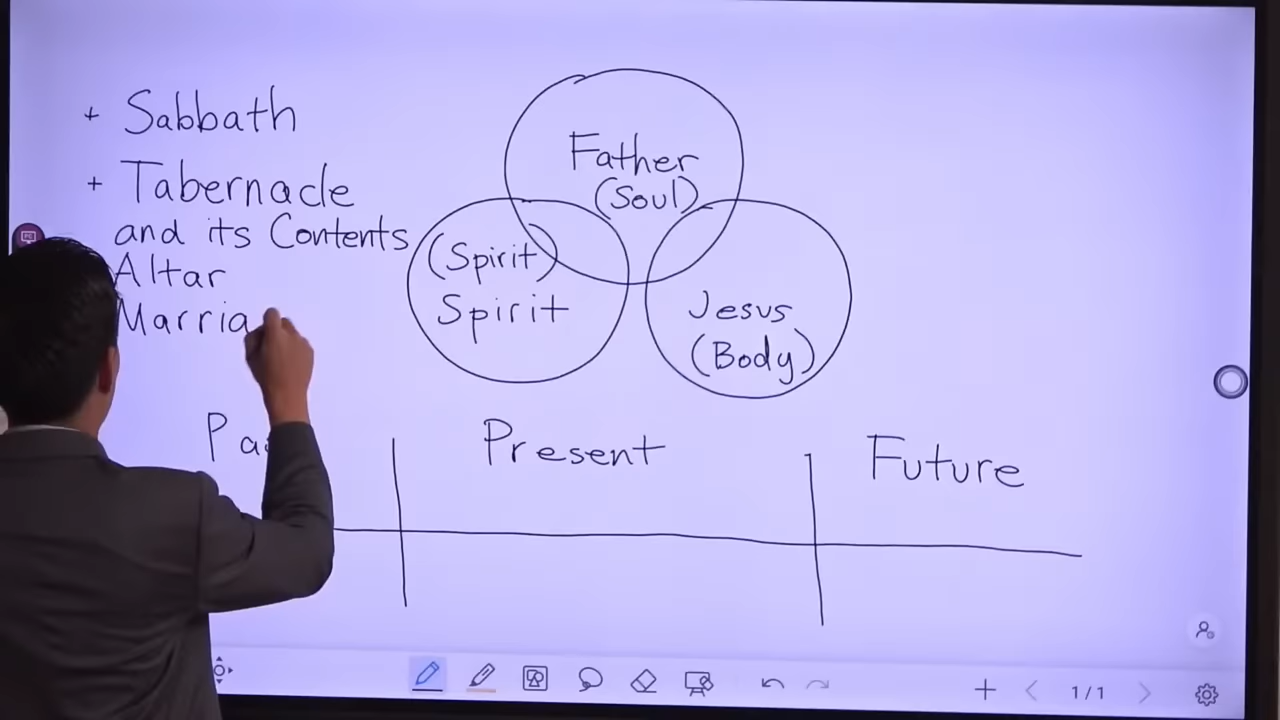 + Sabbath
+ Tabernacle
and its Contents
Altar
Marria
Father
(Soul)
(Spirit)
Spirit
Jesus
(Body)
Pa
Present
Future
1/1